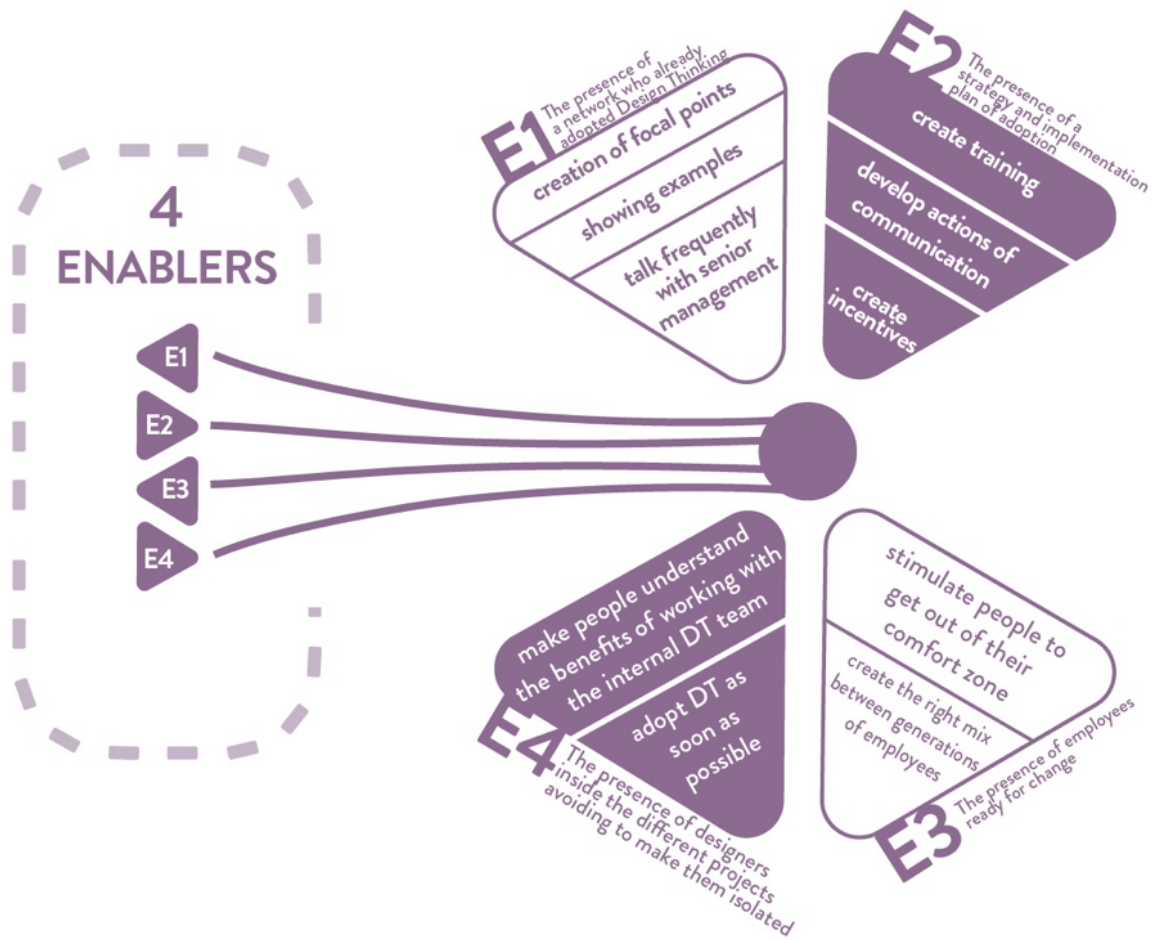 4
ENABLERS
E1
E2
E3
E4
E1
The presence of
a network who already
adopted Design Thinking
creation of focal points
showing examples
talk frequently
with senior
management
E2
The presence of a
strategy and implementation
plan of adoption
create training
develop actions of
communication
create
incentives
make people understand
the benefits of working with
the internal DT team
adopt DT as
soon as
possible
E4
The presence of designers
inside the different projects
avoiding to make them isolated
stimulate people to
get out of their
comfort zone
create the right mix
between generations
of employees
E3
The presence of employees
ready for change